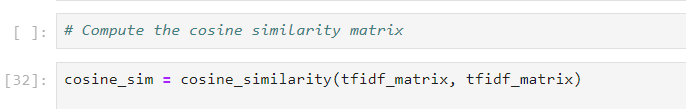 [ ]: # Compute the cosine similarity matrix
[32]: cosine_sim = cosine_similarity(tfidf_matrix, tfidf_matrix)